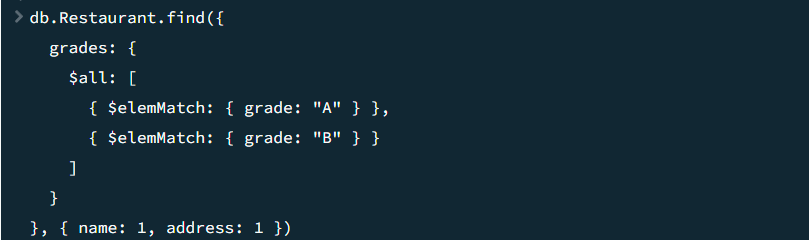 db.Restaurant.find({
grades: {
$all: [
{ $elemMatch: { grade: "A" } },
{ $elemMatch: { grade: "B" } }
]
}
}, { name: 1, address: 1 })